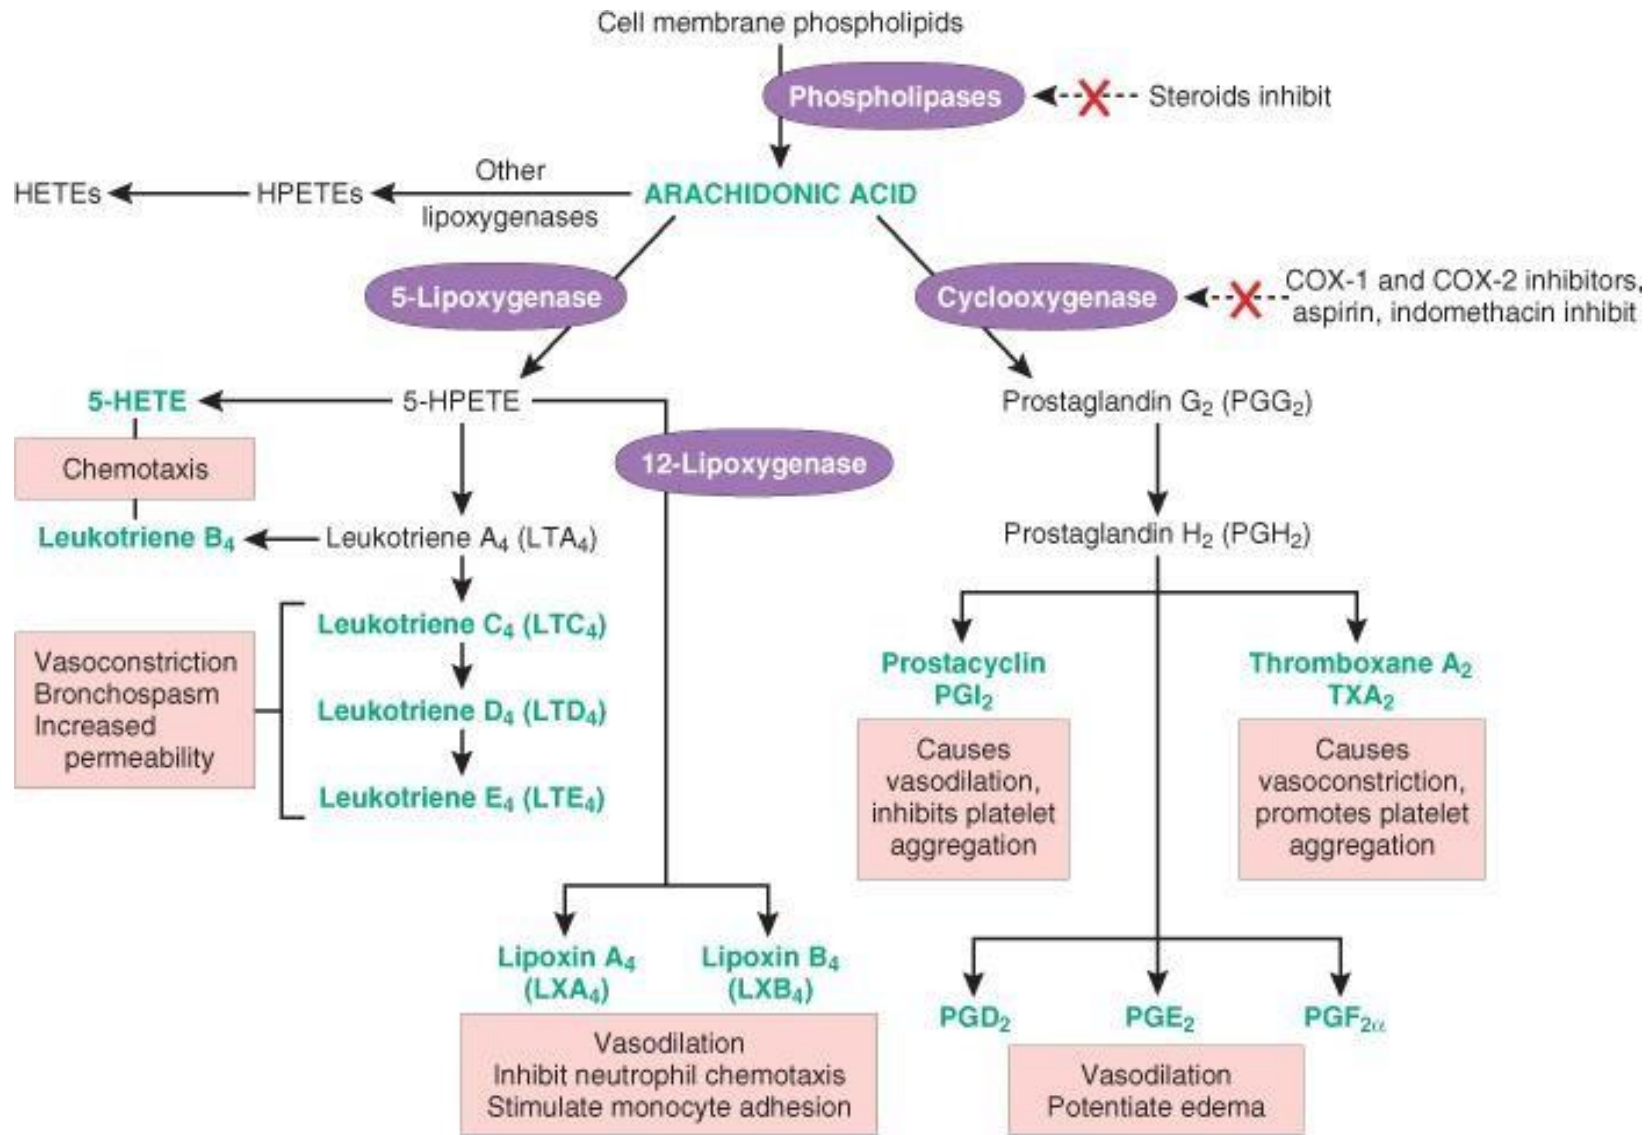 Cell membrane phospholipids
Phospholipases
Steroids inhibit
Other
lipoxygenases
HETEs
HPETEs
ARACHIDONIC ACID
5-Lipoxygenase
Cyclooxygenase
COX-1 and COX-2 inhibitors,
aspirin, indomethacin inhibit
5-HETE
5-HPETE
Prostaglandin G₂ (PGG₂)
Chemotaxis
12-Lipoxygenase
Leukotriene B₄
Leukotriene A₄ (LTA₄)
Prostaglandin H₂ (PGH₂)
Vasoconstriction
Bronchospasm
Increased
permeability
Leukotriene C₄ (LTC₄)
Leukotriene D₄ (LTD₄)
Leukotriene E₄ (LTE₄)
Prostacyclin
PGI₂
Causes
vasodilation,
inhibits platelet
aggregation
Thromboxane A₂
TXA₂
Causes
vasoconstriction,
promotes platelet
aggregation
Lipoxin A₄
(LXA₄)
Lipoxin B₄
(LXB₄)
Vasodilation
Inhibit neutrophil chemotaxis
Stimulate monocyte adhesion
PGD₂
PGE₂
PGF₂α
Vasodilation
Potentiate edema